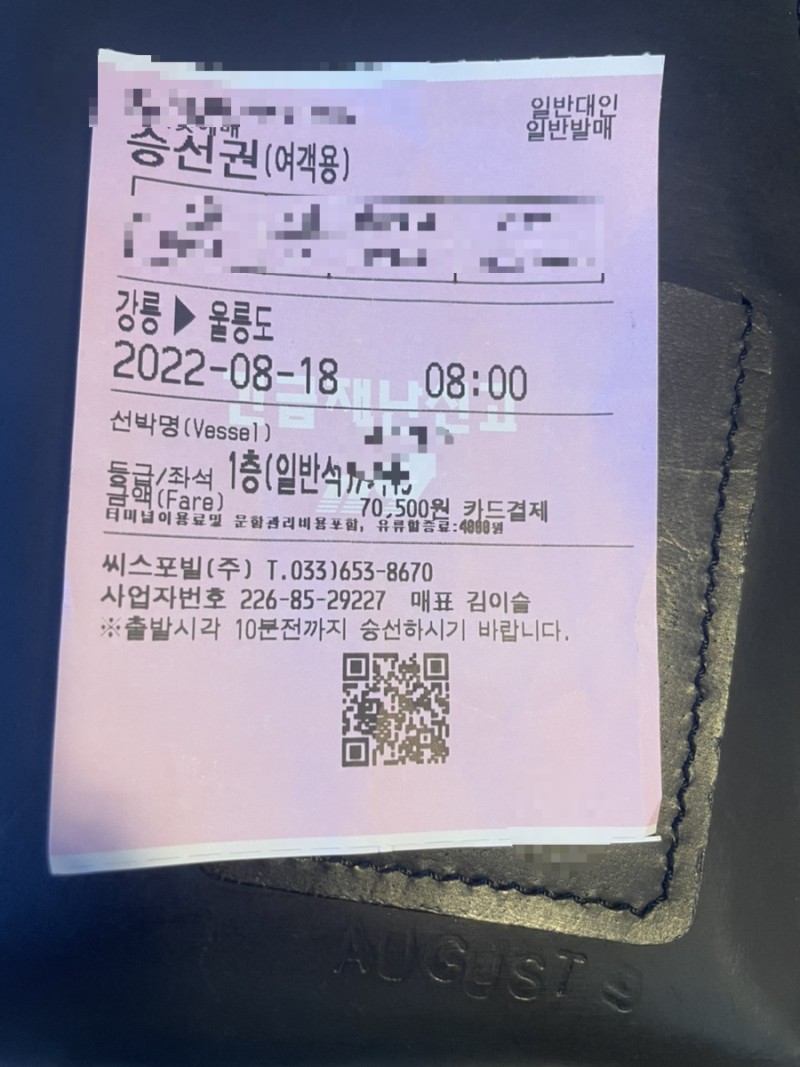 일반대인
일반발매
승선권(여객용)
강릉 ▶ 울릉도
2022-08-18 08:00
긴급재난신고
선박명(Vessel)
등급/좌석 1층(일반석)
금액(Fare) 70,500원 카드결제
터미널이용료및 운항관리비용포함, 유류할증료:4000원
씨스포빌(주) T.033)653-8670
사업자번호 226-85-29227 매표 김이슬
※출발시각 10분전까지 승선하시기 바랍니다.
AUGUST 9